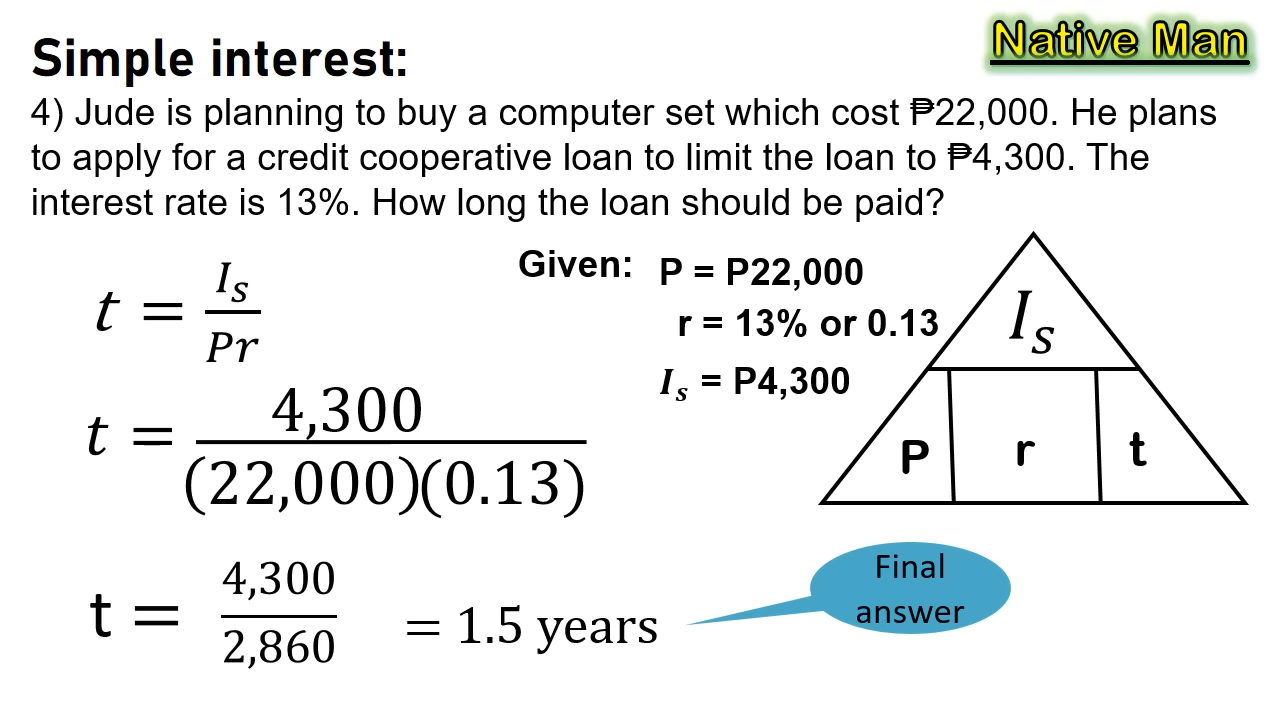 Native Man
Simple interest:
4) Jude is planning to buy a computer set which cost ₱22,000. He plans
to apply for a credit cooperative loan to limit the loan to ₱4,300. The
interest rate is 13%. How long the loan should be paid?
t = Iₛ/Pr
Given: P = P22,000
r = 13% or 0.13
Iₛ = P4,300
Iₛ
P r t
t = 4,300/(22,000)(0.13)
t = 4,300/2,860 = 1.5 years
Final
answer